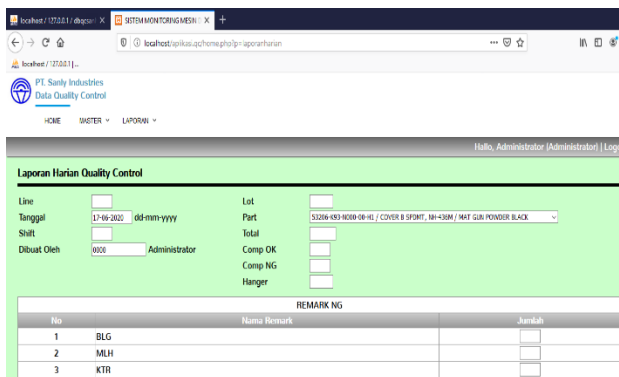 localhost / 127.0.0.1 / dbqcsanl X SISTEM MONITORING MESIN X +
localhost/aplikasi.qc/home.php?p=laporanharian
localhost / 127.0.0.1 | ...
PT. Sanly Industries
Data Quality Control
HOME MASTER LAPORAN
Hallo, Administrator (Administrator) | Log
Laporan Harian Quality Control
Line Lot
Tanggal 17-06-2020 dd-mm-yyyy Part 53206-K93-N000-00-H1 / COVER B SPDMT, NH-436M / MAT GUN POWDER BLACK
Shift Total
Dibuat Oleh 0000 Administrator Comp OK
Comp NG
Hanger
REMARK NG
No Nama Remark Jumlah
1 BLG
2 MLH
3 KTR